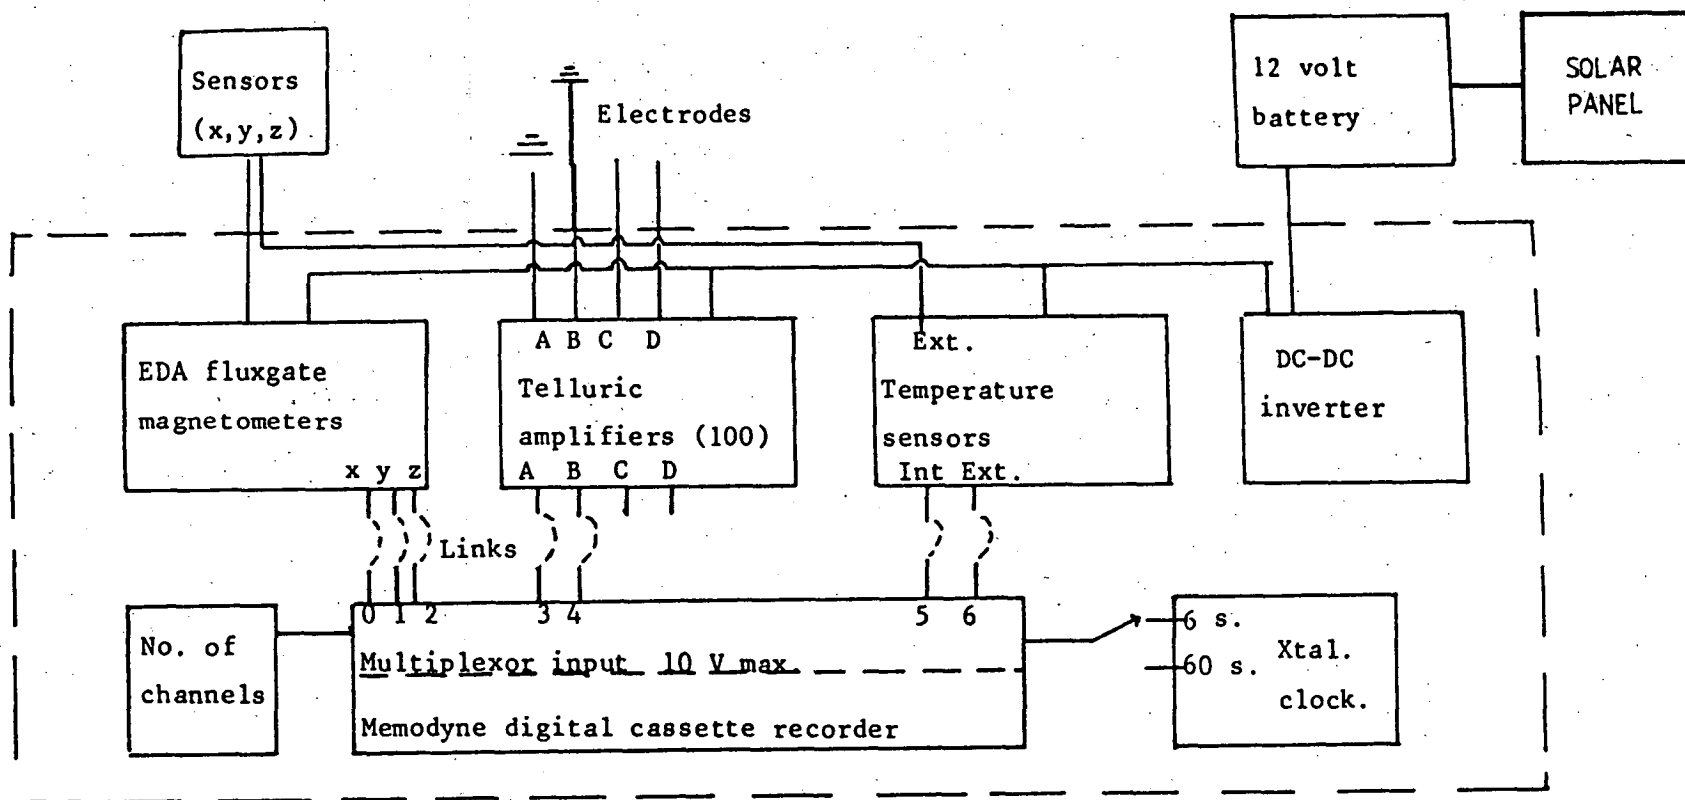 Sensors
(x,y,z)
Electrodes
12 volt
battery
SOLAR
PANEL
EDA fluxgate
magnetometers
x y z
A B C D
Telluric
amplifiers (100)
A B C D
Ext.
Temperature
sensors
Int Ext.
DC-DC
inverter
Links
No. of
channels
0 1 2 3 4 5 6
Multiplexor input 10 V max.
Memodyne digital cassette recorder
6 s.
60 s.
Xtal.
clock.